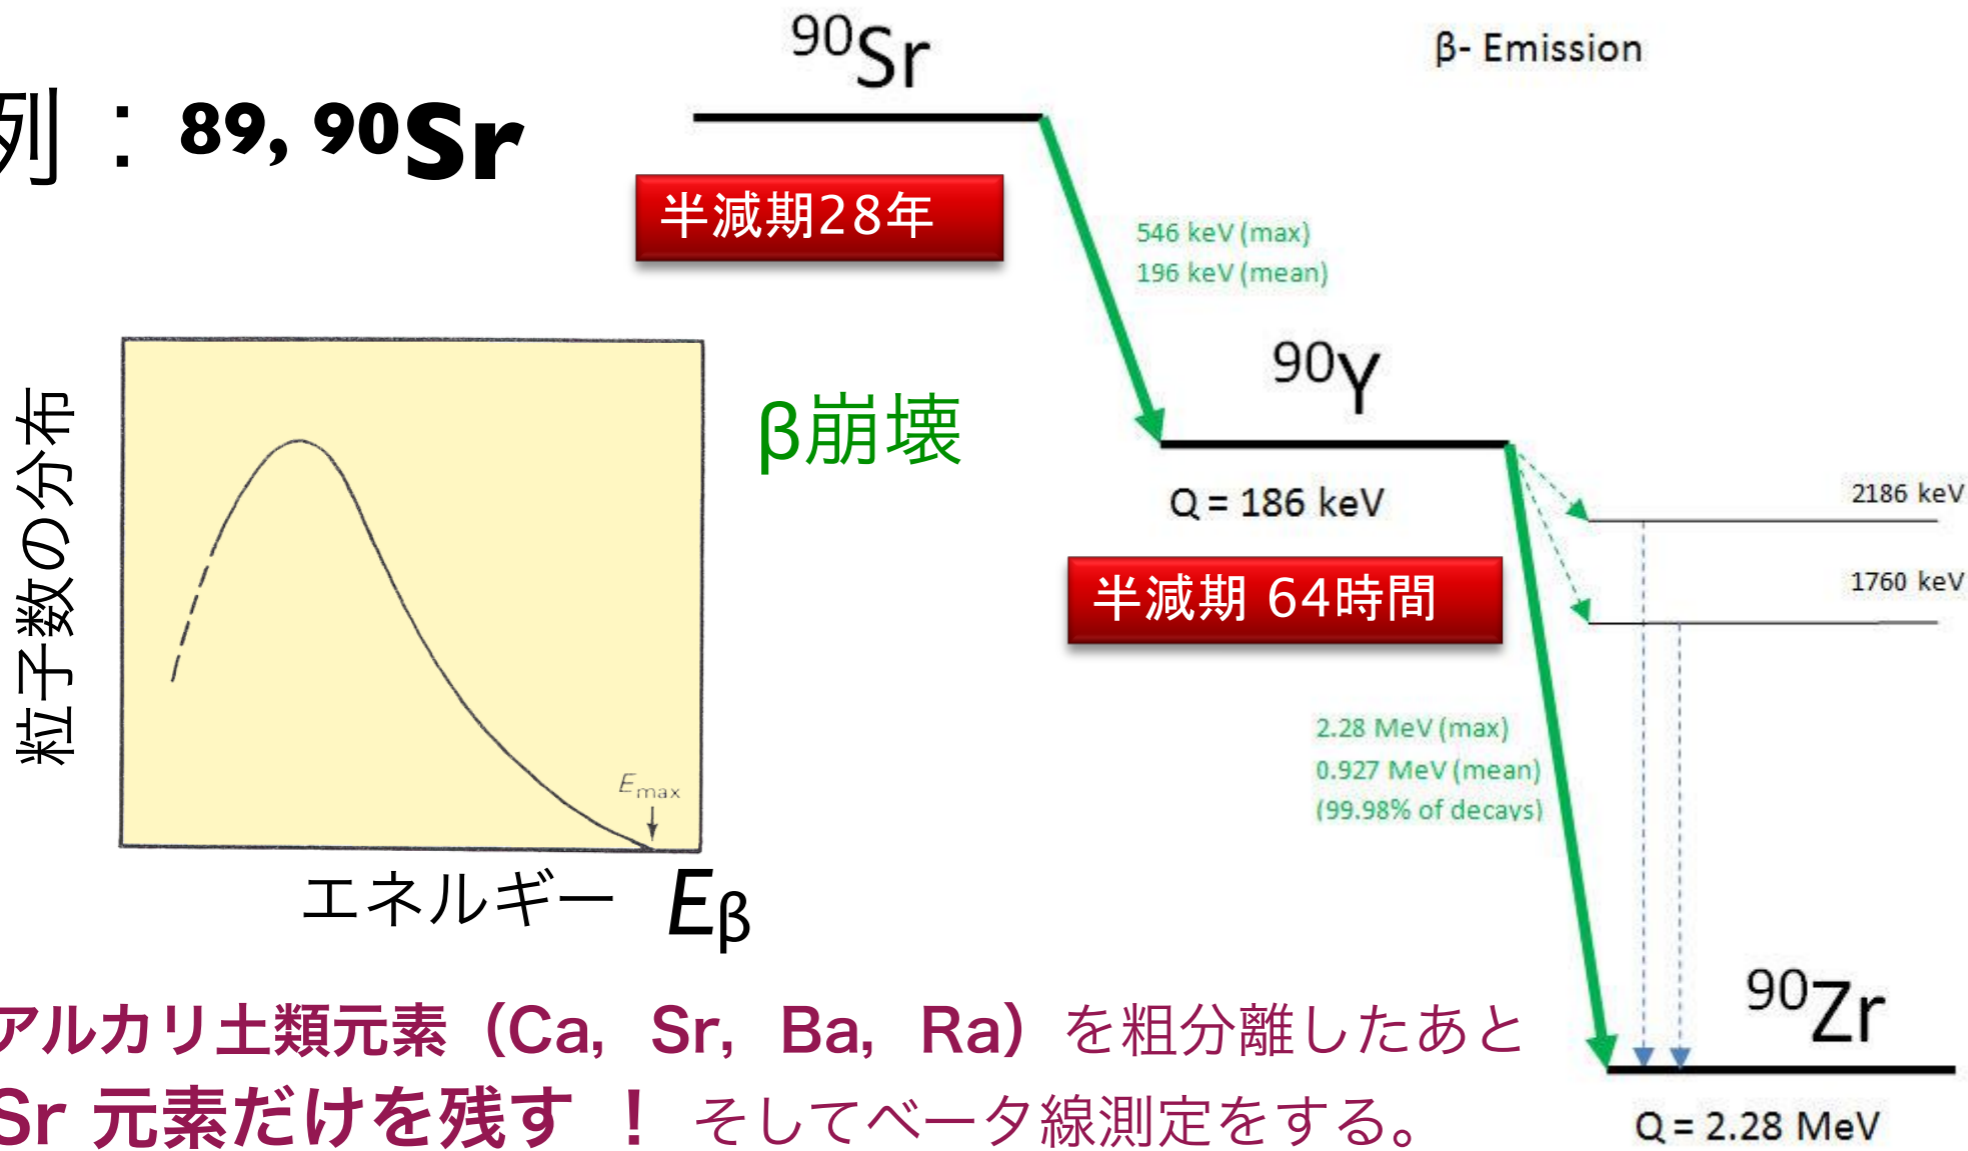 例：89, 90Sr
90Sr
β- Emission
半減期28年
546 keV (max)
196 keV (mean)
90Y
β崩壊
Q = 186 keV
半減期 64時間
2186 keV
1760 keV
2.28 MeV (max)
0.927 MeV (mean)
(99.98% of decays)
粒子数の分布
Emax
エネルギー Eβ
90Zr
Q = 2.28 MeV
アルカリ土類元素（Ca, Sr, Ba, Ra）を粗分離したあと
Sr 元素だけを残す ！ そしてベータ線測定をする。